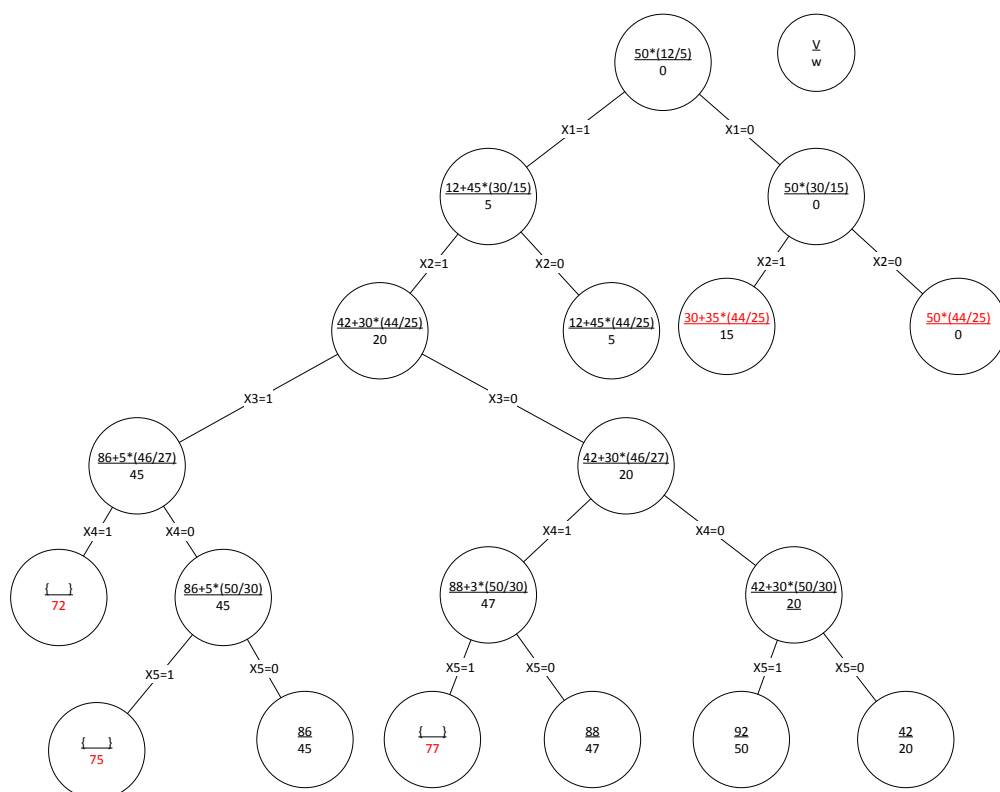 50*(12/5)
0
V
w
X1=1
X1=0
12+45*(30/15)
5
50*(30/15)
0
X2=1
X2=0
X2=1
X2=0
42+30*(44/25)
20
12+45*(44/25)
5
30+35*(44/25)
15
50*(44/25)
0
X3=1
X3=0
86+5*(46/27)
45
42+30*(46/27)
20
X4=1
X4=0
X4=1
X4=0
{ }
72
86+5*(50/30)
45
88+3*(50/30)
47
42+30*(50/30)
20
X5=1
X5=0
X5=1
X5=0
X5=1
X5=0
{ }
75
86
45
{ }
77
88
47
92
50
42
20